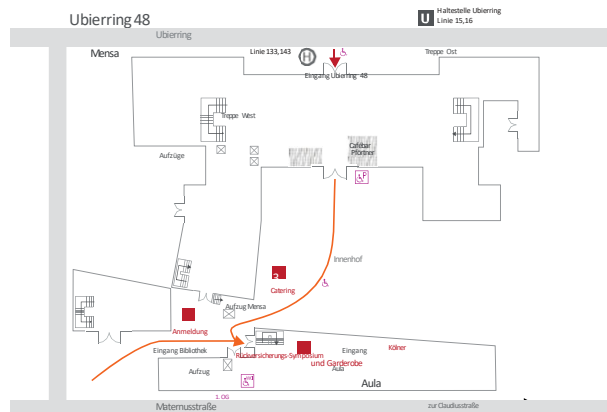 Ubierring 48
U
Haltestelle Ubierring
Linie 15,16
Ubierring
Mensa
Linie 133,143
H
Treppe Ost
Eingang Ubierring 48
Treppe West
Cafébar
Pförtner
Aufzüge
P
Innenhof
3
Catering
Aufzug Mensa
Anmeldung
Eingang Bibliothek
Rückversicherungs-Symposium
und Garderobe
Eingang
Kölner
Aula
Aufzug
Aula
1. OG
Maternusstraße
zur Claudiusstraße